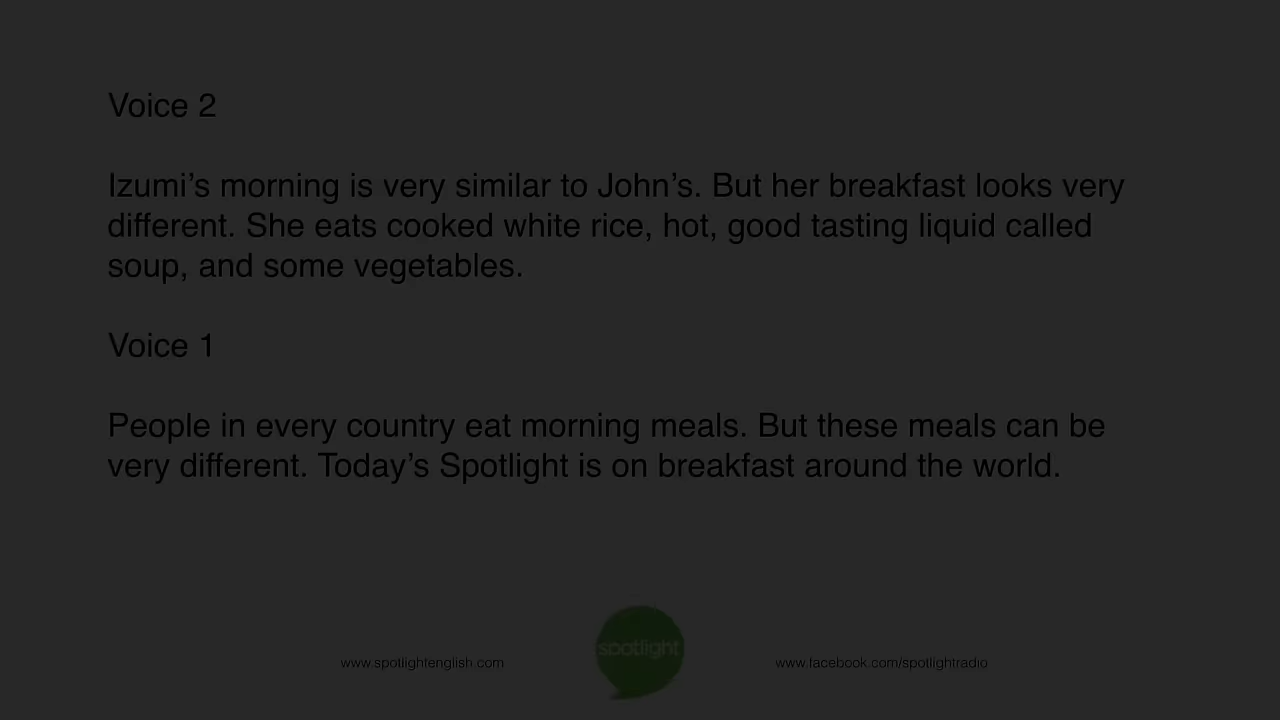 Voice 2
Izumi’s morning is very similar to John’s. But her breakfast looks very
different. She eats cooked white rice, hot, good tasting liquid called
soup, and some vegetables.
Voice 1
People in every country eat morning meals. But these meals can be
very different. Today’s Spotlight is on breakfast around the world.
spotlight
www.spotlightenglish.com
www.facebook.com/spotlightradio